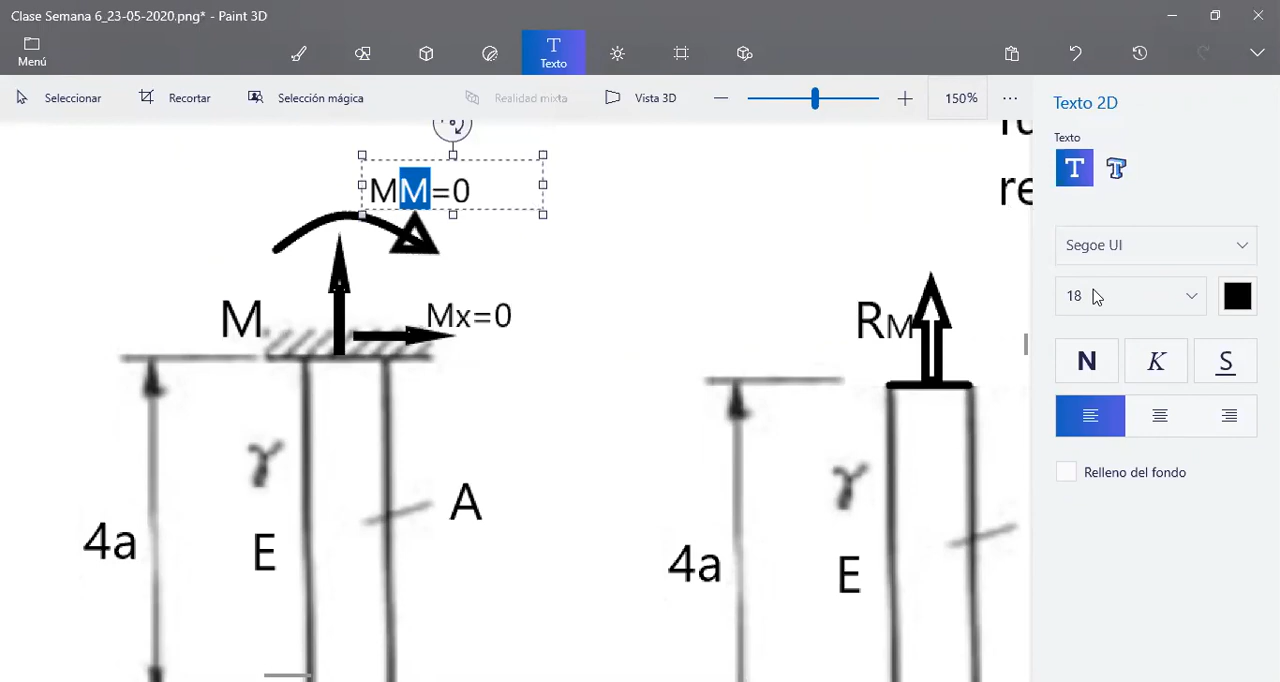 Clase Semana 6_23-05-2020.png* - Paint 3D
Menú
Texto
Seleccionar
Recortar
Selección mágica
Realidad mixta
Vista 3D
150%
Texto 2D
Texto
Segoe UI
18
N K S
Relleno del fondo
MM=0
re
M
Mx=0
RM
γ
A
4a
E
γ
4a
E